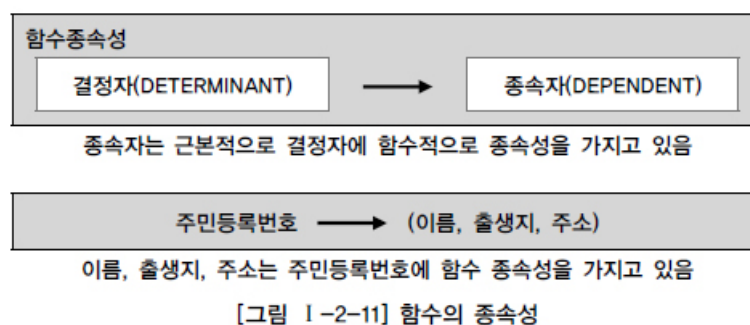 함수종속성
결정자(DETERMINANT) → 종속자(DEPENDENT)
종속자는 근본적으로 결정자에 함수적으로 종속성을 가지고 있음
주민등록번호 → (이름, 출생지, 주소)
이름, 출생지, 주소는 주민등록번호에 함수 종속성을 가지고 있음
[그림 Ⅰ-2-11] 함수의 종속성